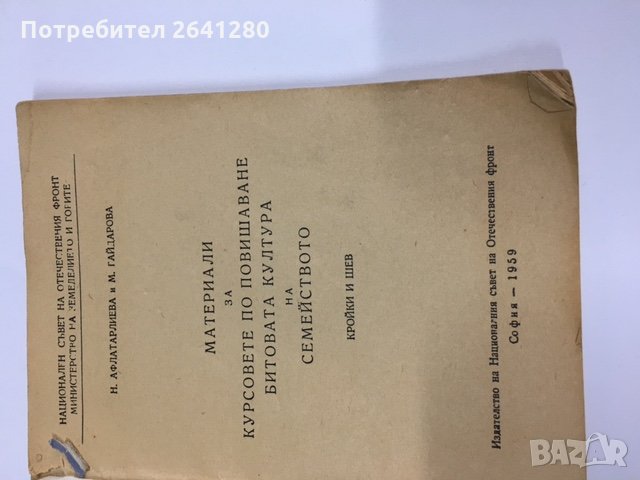 Потребител 2641280
НАЦИОНАЛЕН СЪВЕТ НА ОТЕЧЕСТВЕНИЯ ФРОНТ
МИНИСТЕРСТВО НА ЗЕМЕДЕЛИЕТО И ГОРИТЕ
Н. АФЛАТАРЛИЕВА и М. ГАЙДАРОВА
МАТЕРИАЛИ
ЗА
КУРСОВЕТЕ ПО ПОВИШАВАНЕ
БИТОВАТА КУЛТУРА
НА
СЕМЕЙСТВОТО
КРОЙКИ И ШЕВ
Издателство на Националния съвет на Отечествения фронт
София — 1959
BAZAR